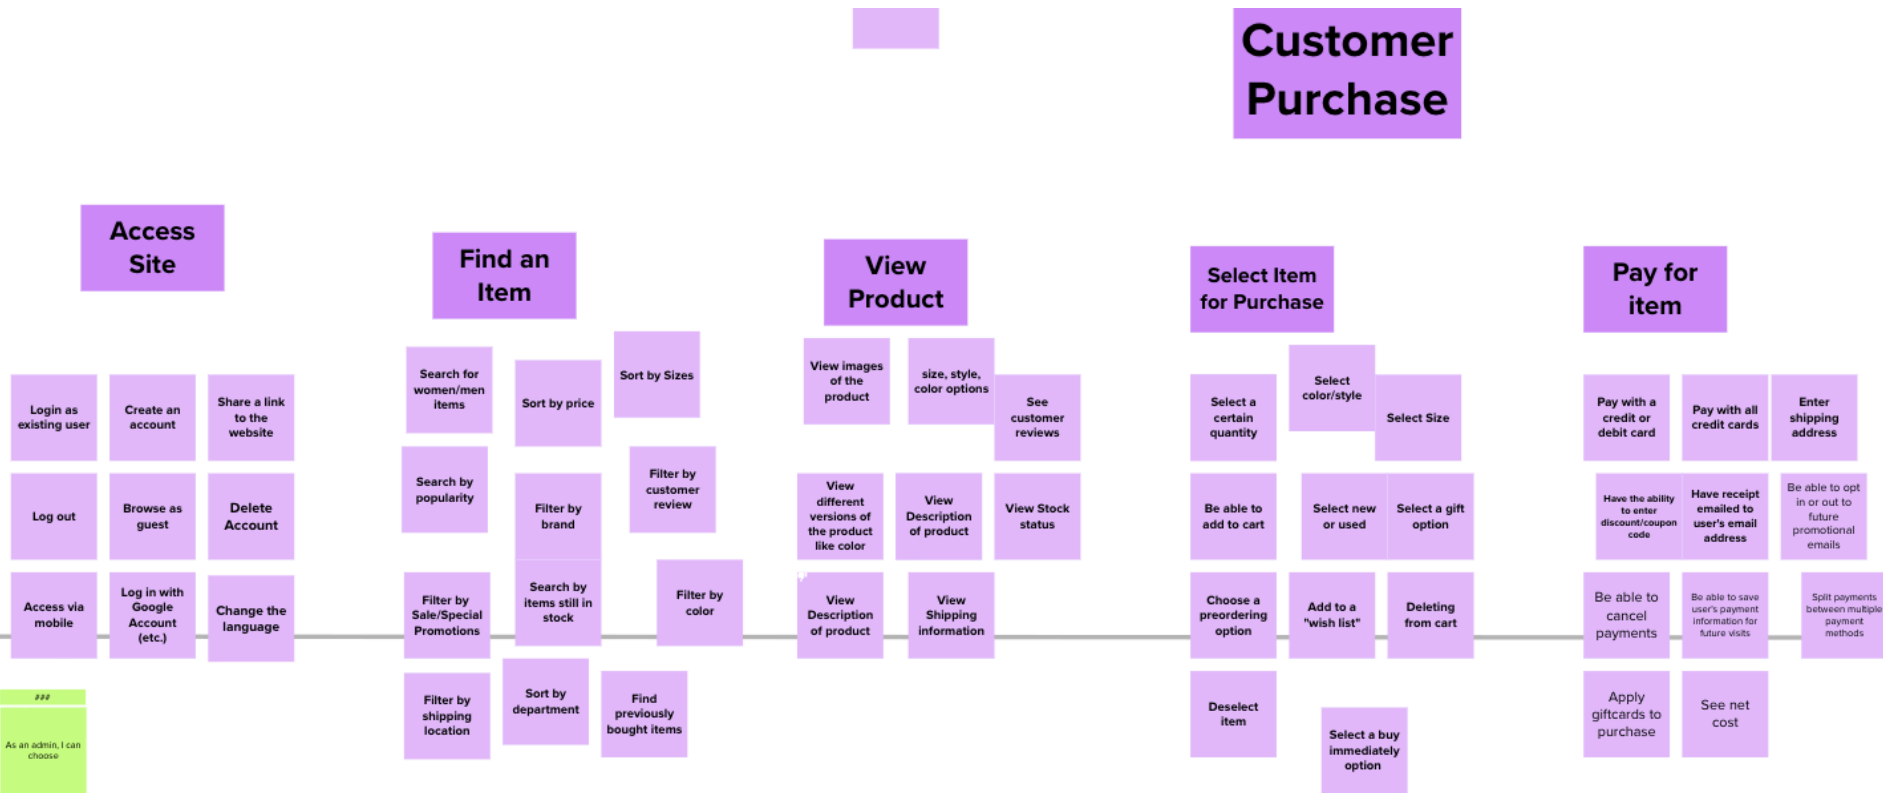 Customer
Purchase
Access
Site
Find an
Item
View
Product
Select Item
for Purchase
Pay for
item
Login as
existing user
Create an
account
Share a link
to the
website
Log out
Browse as
guest
Delete
Account
Access via
mobile
Log in with
Google
Account
(etc.)
Change the
language
###
As an admin, I can
choose
Search for
women/men
items
Sort by price
Sort by Sizes
Search by
popularity
Filter by
brand
Filter by
customer
review
Filter by
Sale/Special
Promotions
Search by
items still in
stock
Filter by
color
Filter by
shipping
location
Sort by
department
Find
previously
bought items
View images
of the
product
size, style,
color options
See
customer
reviews
View
different
versions of
the product
like color
View
Description
of product
View Stock
status
View
Description
of product
View
Shipping
information
Select a
certain
quantity
Select
color/style
Select Size
Be able to
add to cart
Select new
or used
Select a gift
option
Choose a
preordering
option
Add to a
"wish list"
Deleting
from cart
Deselect
item
Select a buy
immediately
option
Pay with a
credit or
debit card
Pay with all
credit cards
Enter
shipping
address
Have the ability
to enter
discount/coupon
code
Have receipt
emailed to
user's email
address
Be able to opt
in or out to
future
promotional
emails
Be able to
cancel
payments
Be able to save
user's payment
information for
future visits
Split payments
between multiple
payment
methods
Apply
giftcards to
purchase
See net
cost